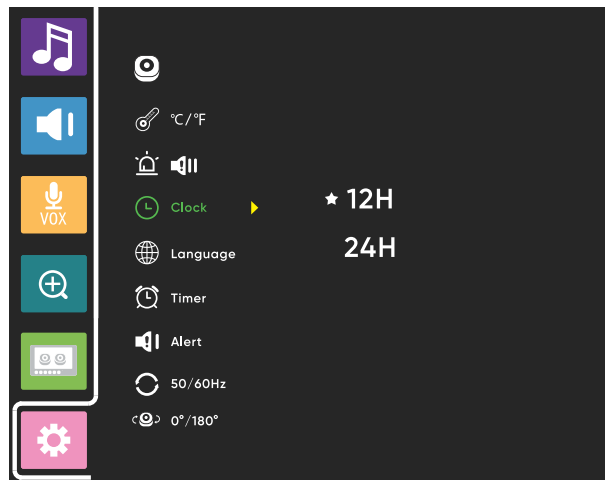 °C/°F
VOX
Clock
12H
24H
Language
Timer
Alert
50/60Hz
0°/180°